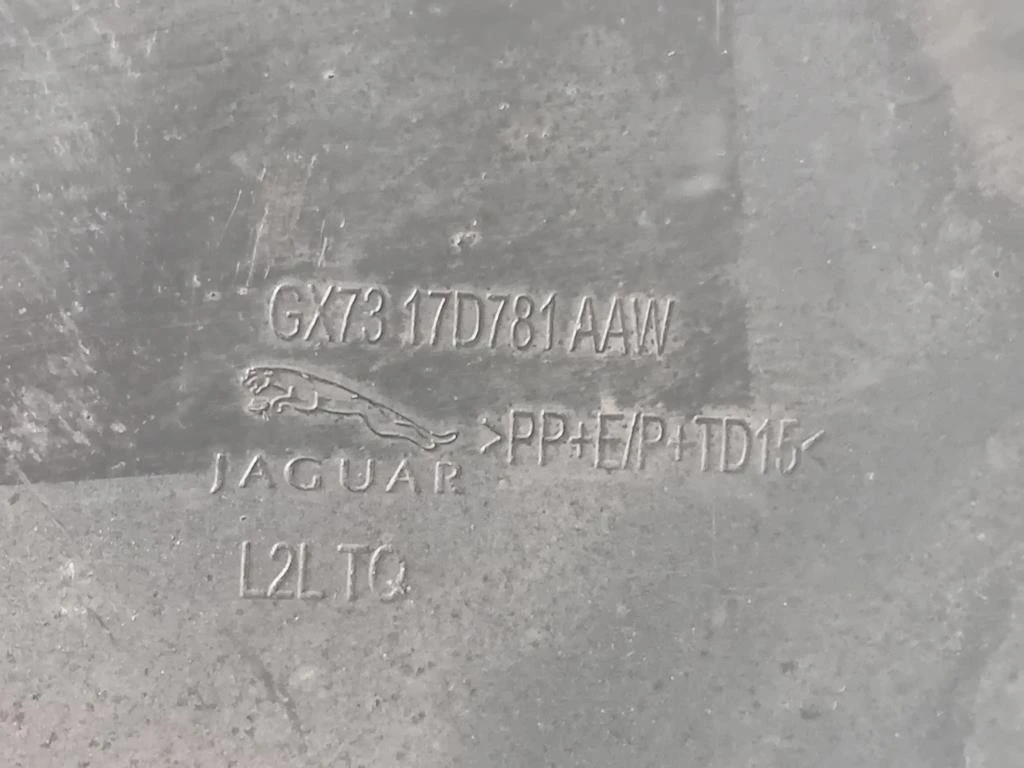 GX73 17D781 AAW
>PP+E/P+TD15<
JAGUAR
L2L TQ